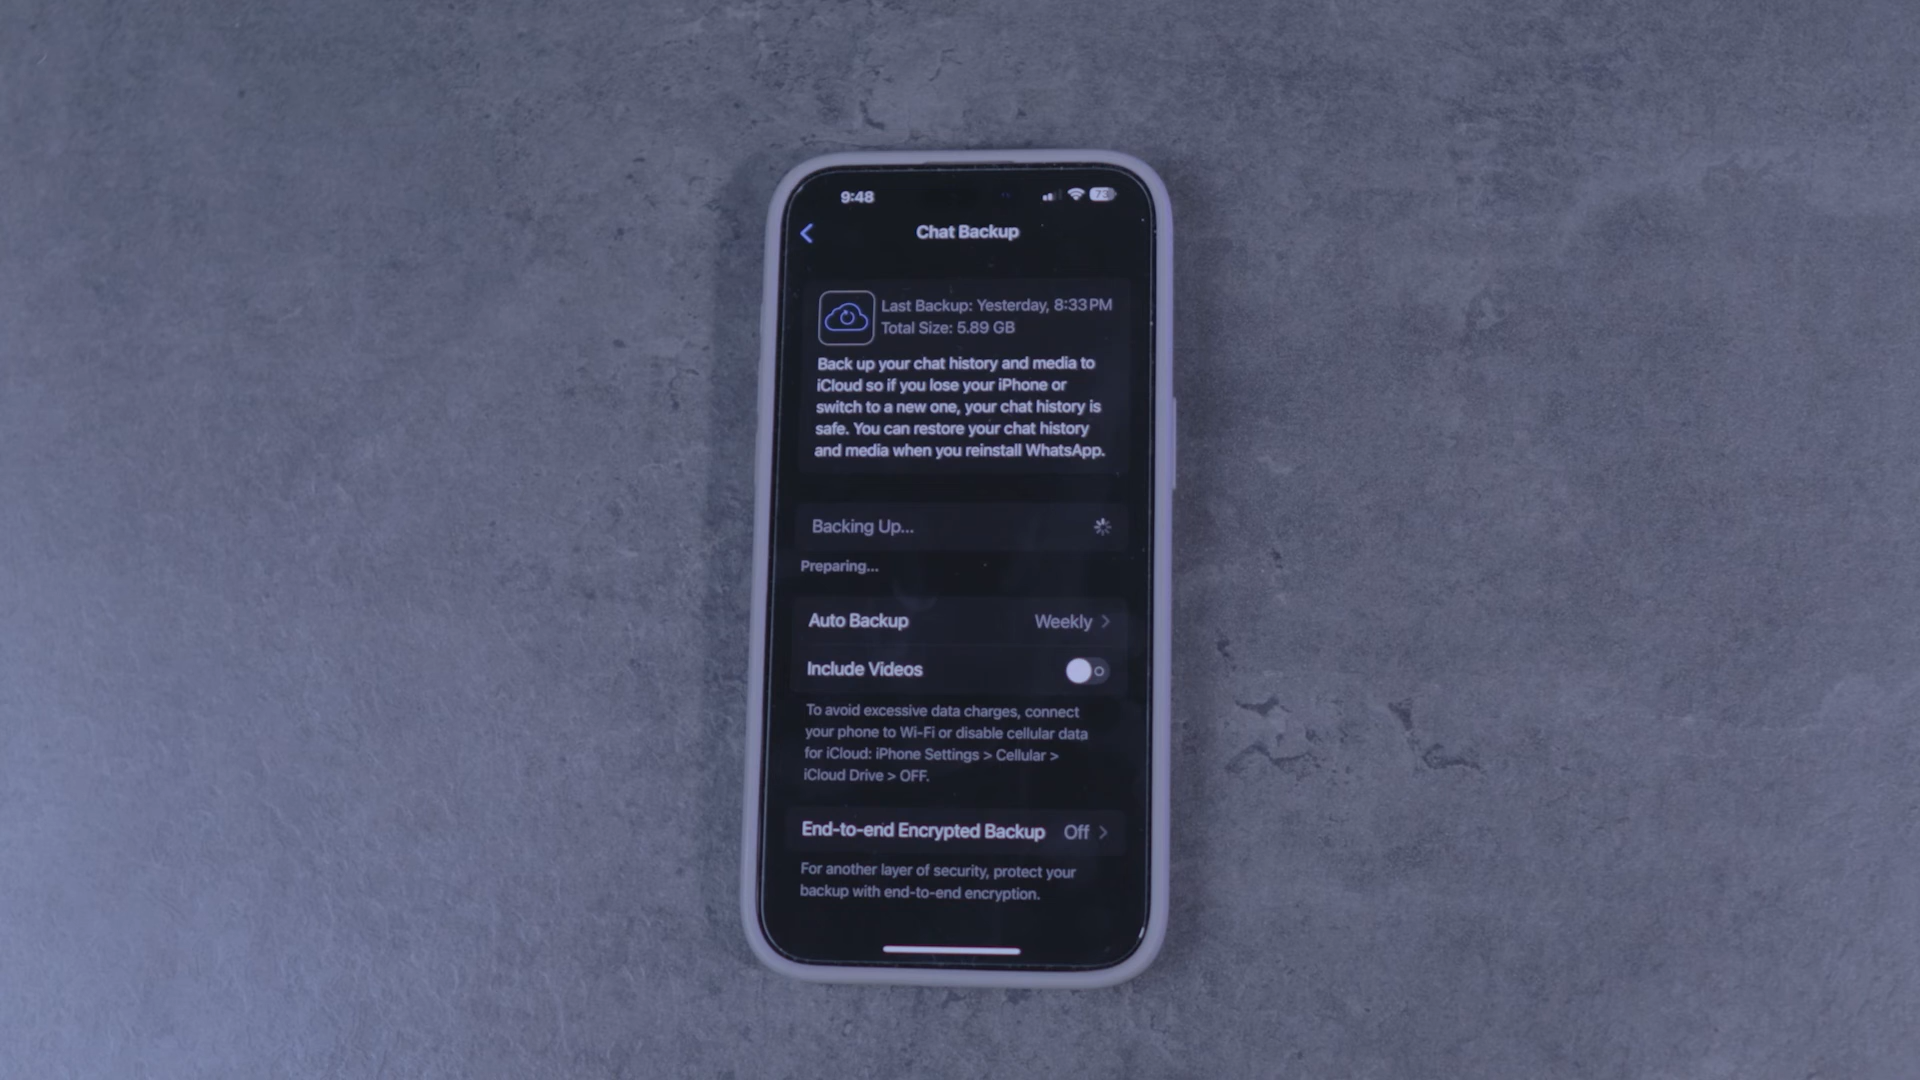 9:48
73
Chat Backup
Last Backup: Yesterday, 8:33 PM
Total Size: 5.89 GB
Back up your chat history and media to
iCloud so if you lose your iPhone or
switch to a new one, your chat history is
safe. You can restore your chat history
and media when you reinstall WhatsApp.
Backing Up...
Preparing...
Auto Backup Weekly
Include Videos
To avoid excessive data charges, connect
your phone to Wi-Fi or disable cellular data
for iCloud: iPhone Settings > Cellular >
iCloud Drive > OFF.
End-to-end Encrypted Backup Off
For another layer of security, protect your
backup with end-to-end encryption.